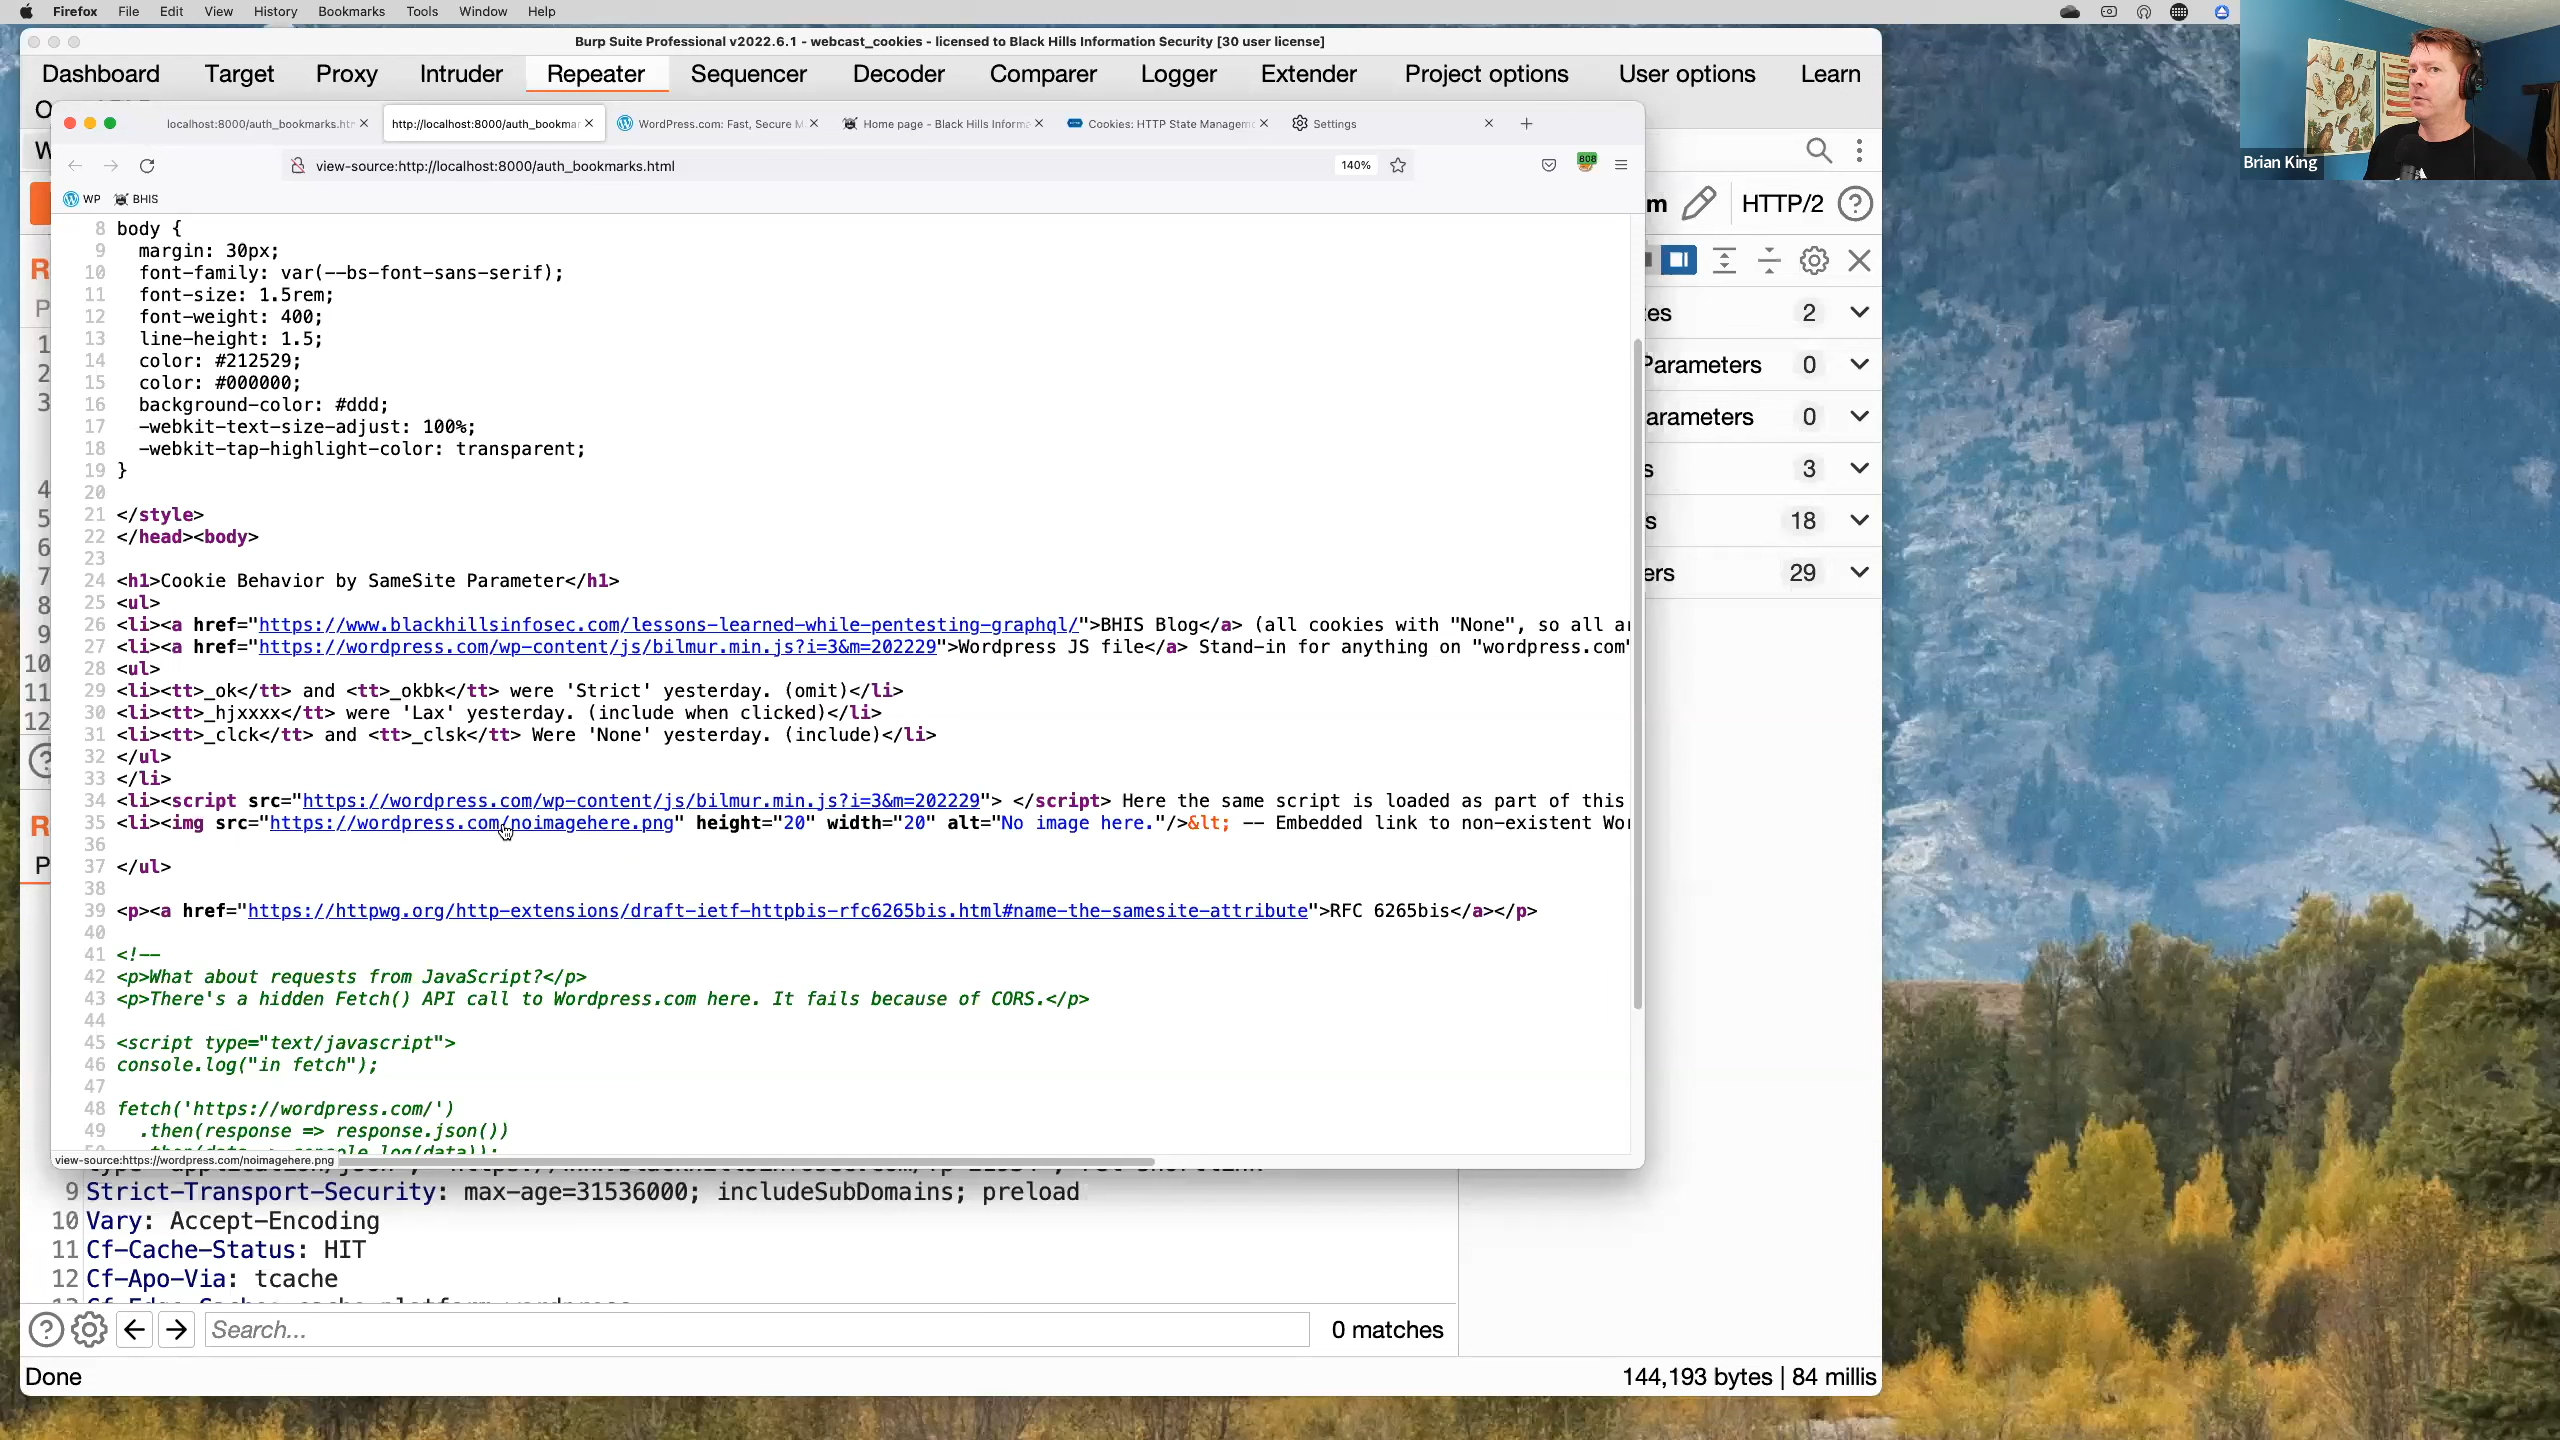 Firefox File Edit View History Bookmarks Tools Window Help
Burp Suite Professional v2022.6.1 - webcast_cookies - licensed to Black Hills Information Security [30 user license]
Dashboard Target Proxy Intruder Repeater Sequencer Decoder Comparer Logger Extender Project options User options Learn
localhost:8000/auth_bookmarks.htm http://localhost:8000/auth_bookmar WordPress.com: Fast, Secure M Home page - Black Hills Informa Cookies: HTTP State Managem Settings
view-source:http://localhost:8000/auth_bookmarks.html 140% 808
WP BHIS
Brian King
HTTP/2
es 2
Parameters 0
arameters 0
s 3
s 18
ers 29
8 body {
9 margin: 30px;
10 font-family: var(--bs-font-sans-serif);
11 font-size: 1.5rem;
12 font-weight: 400;
13 line-height: 1.5;
14 color: #212529;
15 color: #000000;
16 background-color: #ddd;
17 -webkit-text-size-adjust: 100%;
18 -webkit-tap-highlight-color: transparent;
19 }
20
21 </style>
22 </head><body>
23
24 <h1>Cookie Behavior by SameSite Parameter</h1>
25 <ul>
26 <li><a href="https://www.blackhillsinfosec.com/lessons-learned-while-pentesting-graphql/">BHIS Blog</a> (all cookies with "None", so all ar
27 <li><a href="https://wordpress.com/wp-content/js/bilmur.min.js?i=3&m=202229">Wordpress JS file</a> Stand-in for anything on "wordpress.com"
28 <ul>
29 <li><tt>_ok</tt> and <tt>_okbk</tt> were 'Strict' yesterday. (omit)</li>
30 <li><tt>_hjxxxx</tt> were 'Lax' yesterday. (include when clicked)</li>
31 <li><tt>_clck</tt> and <tt>_clsk</tt> Were 'None' yesterday. (include)</li>
32 </ul>
33 </li>
34 <li><script src="https://wordpress.com/wp-content/js/bilmur.min.js?i=3&m=202229"> </script> Here the same script is loaded as part of this
35 <li><img src="https://wordpress.com/noimagehere.png" height="20" width="20" alt="No image here."/>&lt; -- Embedded link to non-existent Wor
36
37 </ul>
38
39 <p><a href="https://httpwg.org/http-extensions/draft-ietf-httpbis-rfc6265bis.html#name-the-samesite-attribute">RFC 6265bis</a></p>
40
41 <!--
42 <p>What about requests from JavaScript?</p>
43 <p>There's a hidden Fetch() API call to Wordpress.com here. It fails because of CORS.</p>
44
45 <script type="text/javascript">
46 console.log("in fetch");
47
48 fetch('https://wordpress.com/')
49 .then(response => response.json())
50 .then(data => console.log(data));
view-source:https://wordpress.com/noimagehere.png
9 Strict-Transport-Security: max-age=31536000; includeSubDomains; preload
10 Vary: Accept-Encoding
11 Cf-Cache-Status: HIT
12 Cf-Apo-Via: tcache
Search... 0 matches
Done 144,193 bytes | 84 millis